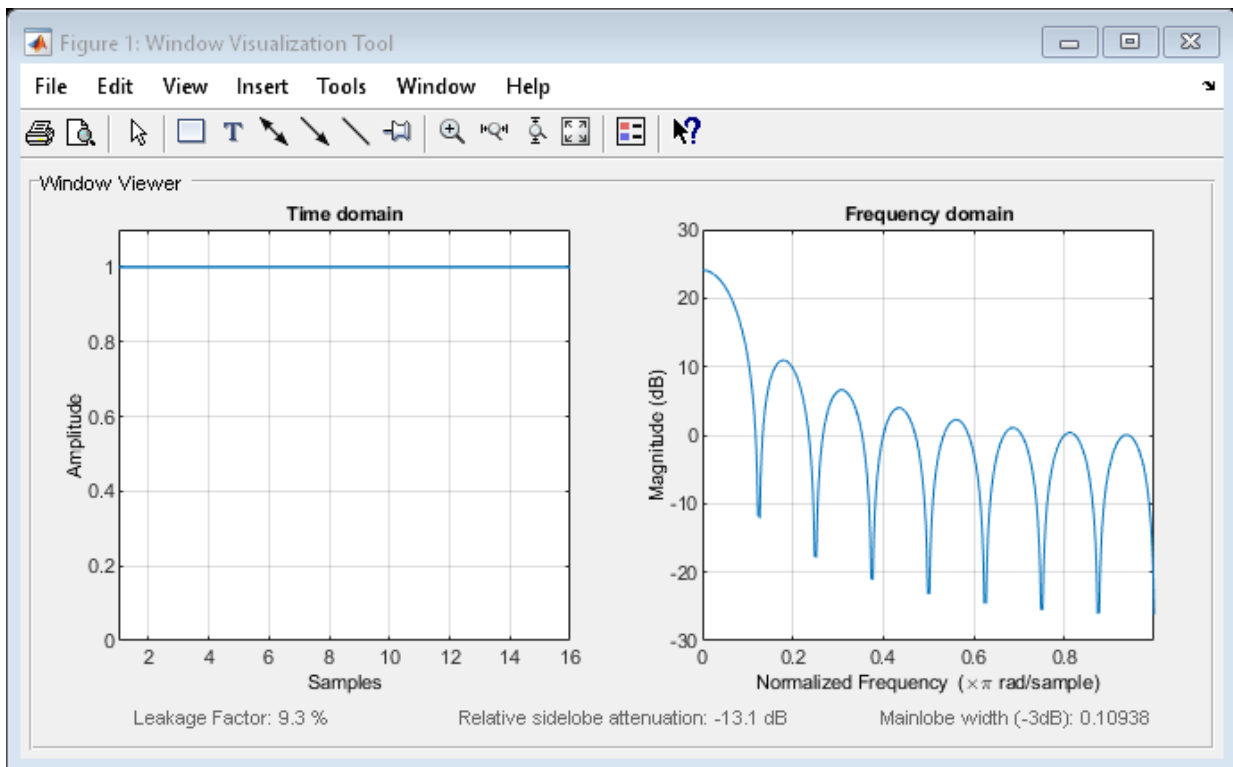 Figure 1: Window Visualization Tool
File Edit View Insert Tools Window Help
T
Window Viewer
Time domain
1
0.8
0.6
0.4
0.2
0
2 4 6 8 10 12 14 16
Amplitude
Samples
Frequency domain
30
20
10
0
-10
-20
-30
0 0.2 0.4 0.6 0.8
Magnitude (dB)
Normalized Frequency (×π rad/sample)
Leakage Factor: 9.3 % Relative sidelobe attenuation: -13.1 dB Mainlobe width (-3dB): 0.10938